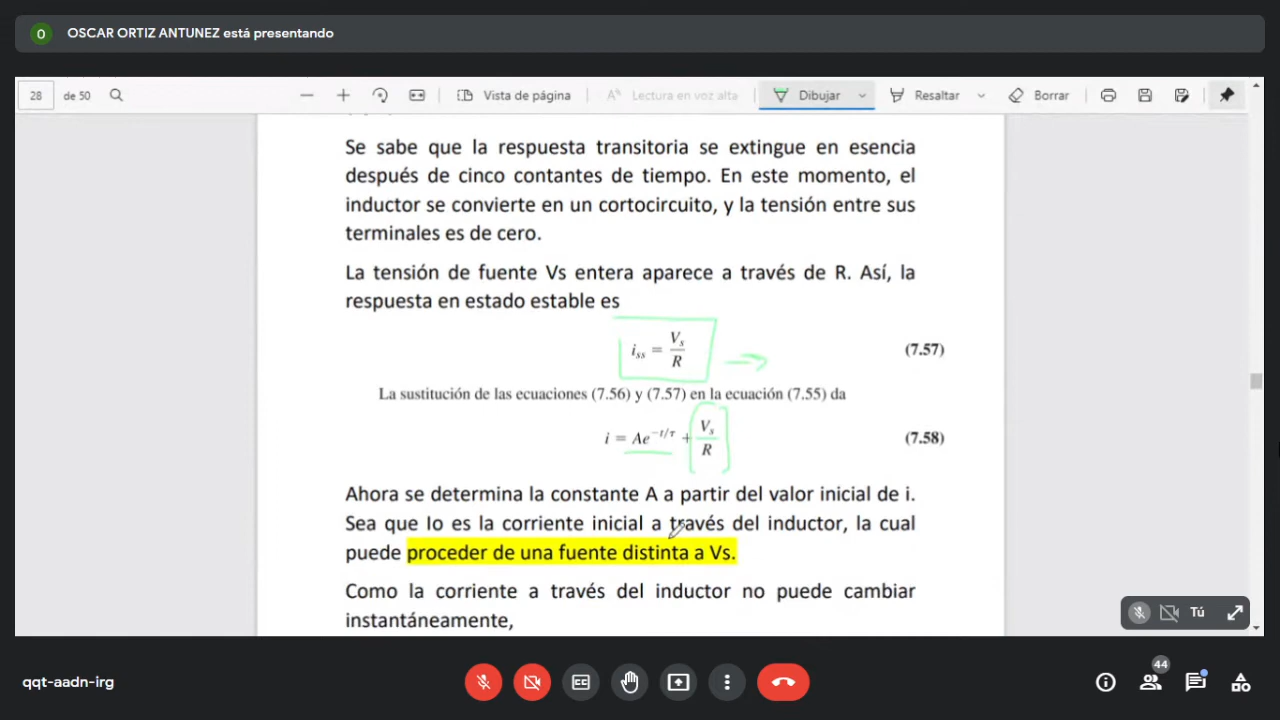 O OSCAR ORTIZ ANTUNEZ está presentando
28 de 50 Vista de página A Lectura en voz alta Dibujar Resaltar Borrar
Se sabe que la respuesta transitoria se extingue en esencia
después de cinco contantes de tiempo. En este momento, el
inductor se convierte en un cortocircuito, y la tensión entre sus
terminales es de cero.
La tensión de fuente Vs entera aparece a través de R. Así, la
respuesta en estado estable es
i_ss = V_s/R (7.57)
La sustitución de las ecuaciones (7.56) y (7.57) en la ecuación (7.55) da
i = Ae^{−t/τ} + V_s/R (7.58)
Ahora se determina la constante A a partir del valor inicial de i.
Sea que Io es la corriente inicial a través del inductor, la cual
puede proceder de una fuente distinta a Vs.
Como la corriente a través del inductor no puede cambiar
instantáneamente,
Tú
qqt-aadn-irg
CC
44